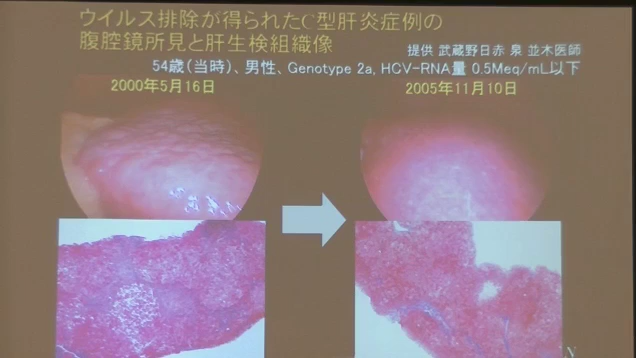 ウイルス排除が得られたC型肝炎症例の
腹腔鏡所見と肝生検組織像
提供 武蔵野日赤 泉 並木医師
54歳(当時)、男性、Genotype 2a, HCV-RNA量 0.5Meq/mL以下
2000年5月16日
2005年11月10日